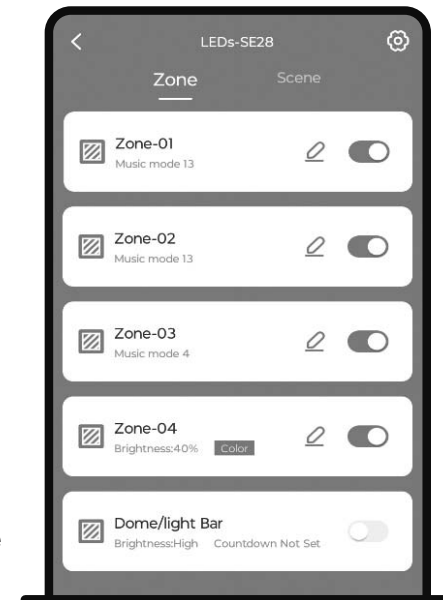 LEDs-SE28
Zone Scene
Zone-01
Music mode 13
Zone-02
Music mode 13
Zone-03
Music mode 4
Zone-04
Brightness:40% Color
Dome/light Bar
Brightness:High Countdown Not Set